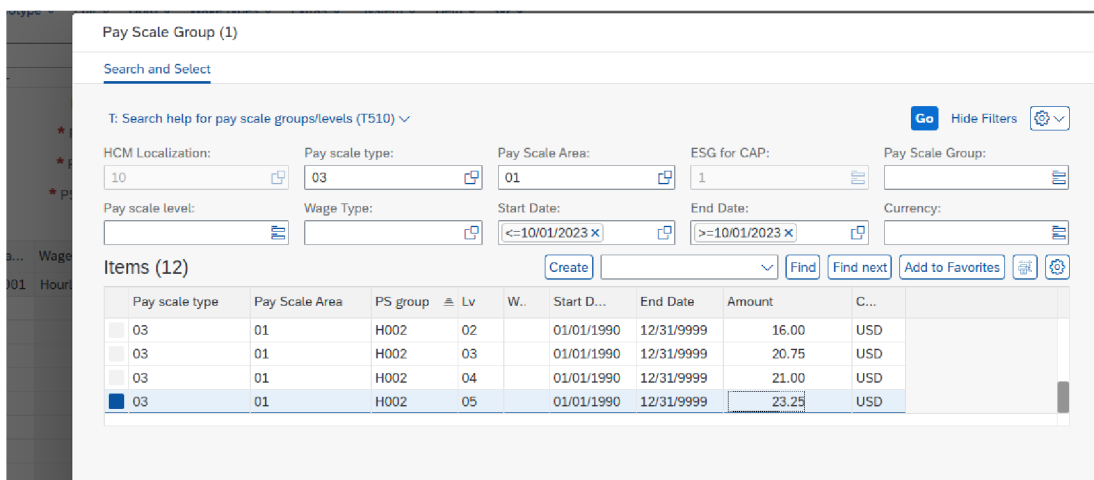 Pay Scale Group (1)
Search and Select
T: Search help for pay scale groups/levels (T510)
Go Hide Filters
HCM Localization: Pay scale type: Pay Scale Area: ESG for CAP: Pay Scale Group:
10 03 01 1
Pay scale level: Wage Type: Start Date: End Date: Currency:
<=10/01/2023 >=10/01/2023
Items (12) Create Find Find next Add to Favorites
Pay scale type Pay Scale Area PS group Lv W.. Start D... End Date Amount C...
03 01 H002 02 01/01/1990 12/31/9999 16.00 USD
03 01 H002 03 01/01/1990 12/31/9999 20.75 USD
03 01 H002 04 01/01/1990 12/31/9999 21.00 USD
03 01 H002 05 01/01/1990 12/31/9999 23.25 USD